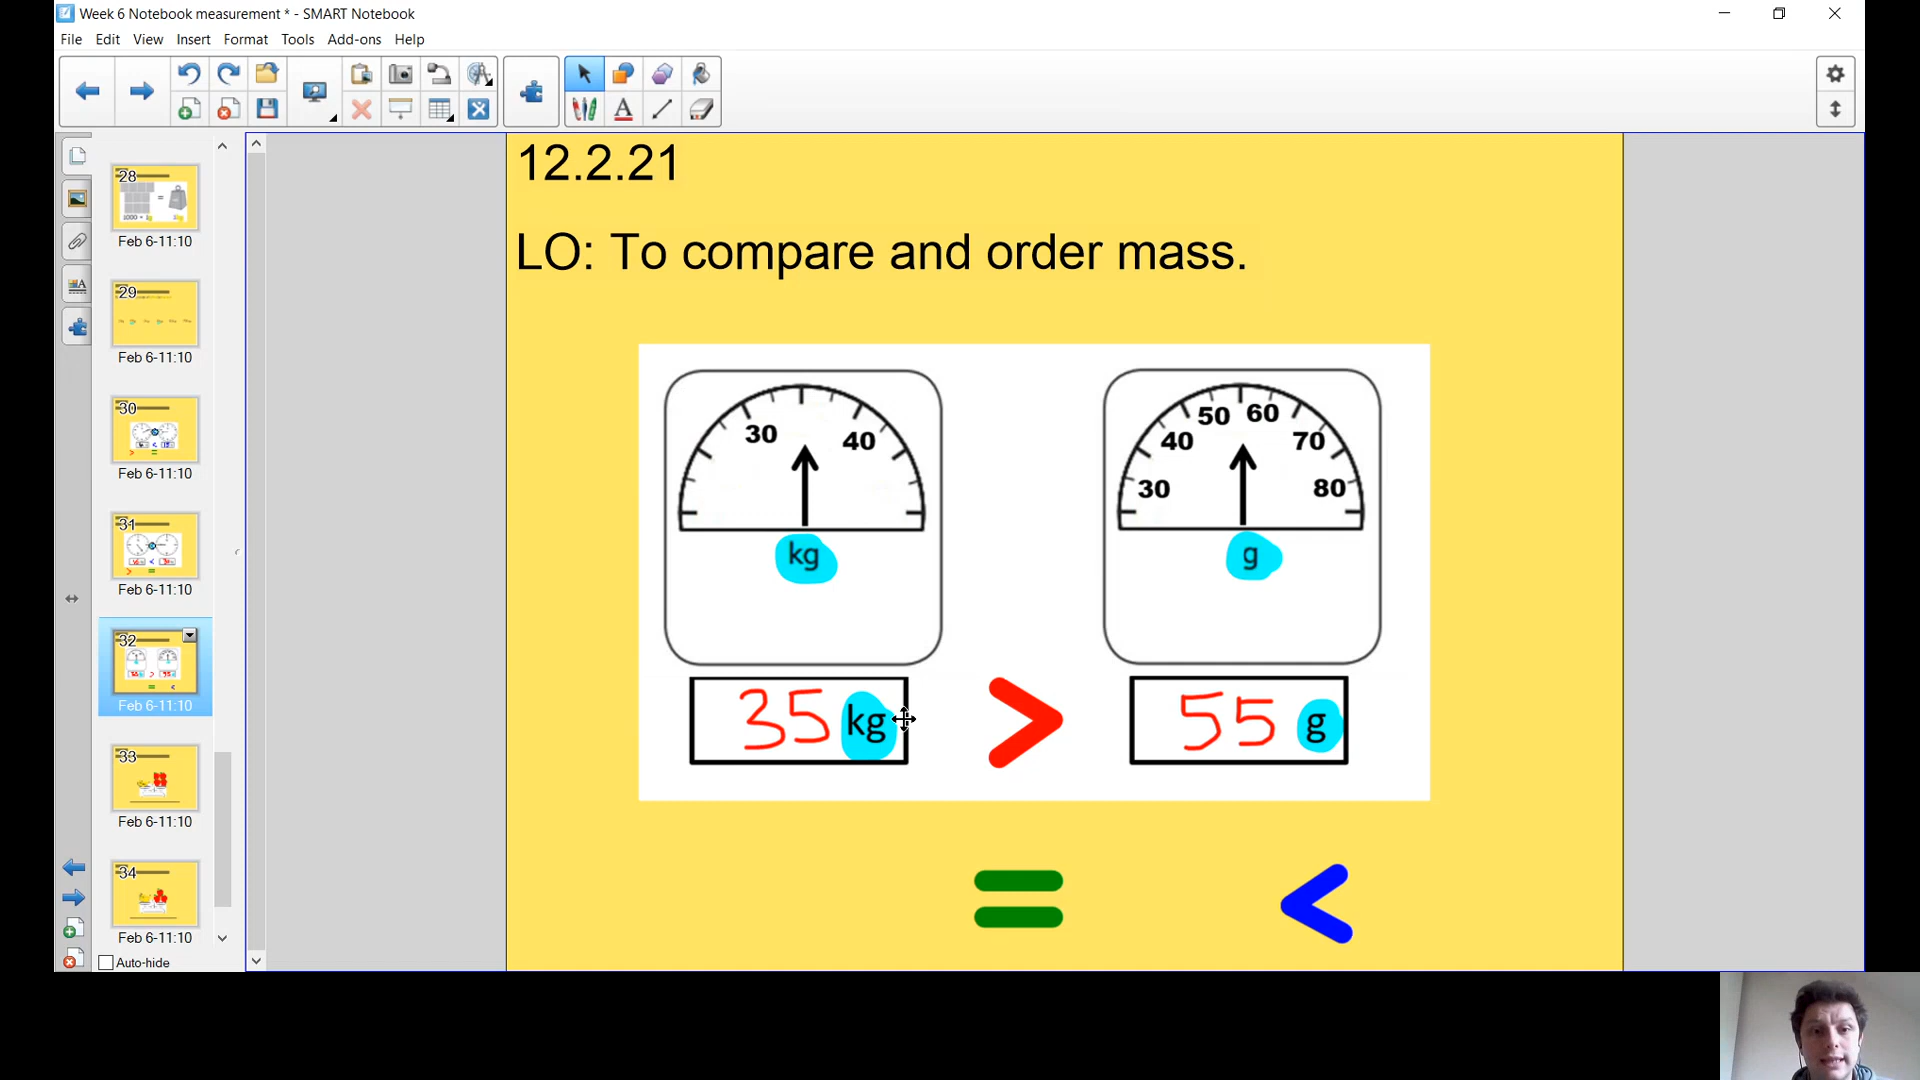 Week 6 Notebook measurement * - SMART Notebook
File Edit View Insert Format Tools Add-ons Help
12.2.21
LO: To compare and order mass.
30 40
kg
30 40 50 60 70 80
g
35 kg > 55 g
= <
28
1000 × 1g
Feb 6-11:10
29
Feb 6-11:10
30
Feb 6-11:10
31
Feb 6-11:10
32
Feb 6-11:10
33
Feb 6-11:10
34
Feb 6-11:10
Auto-hide